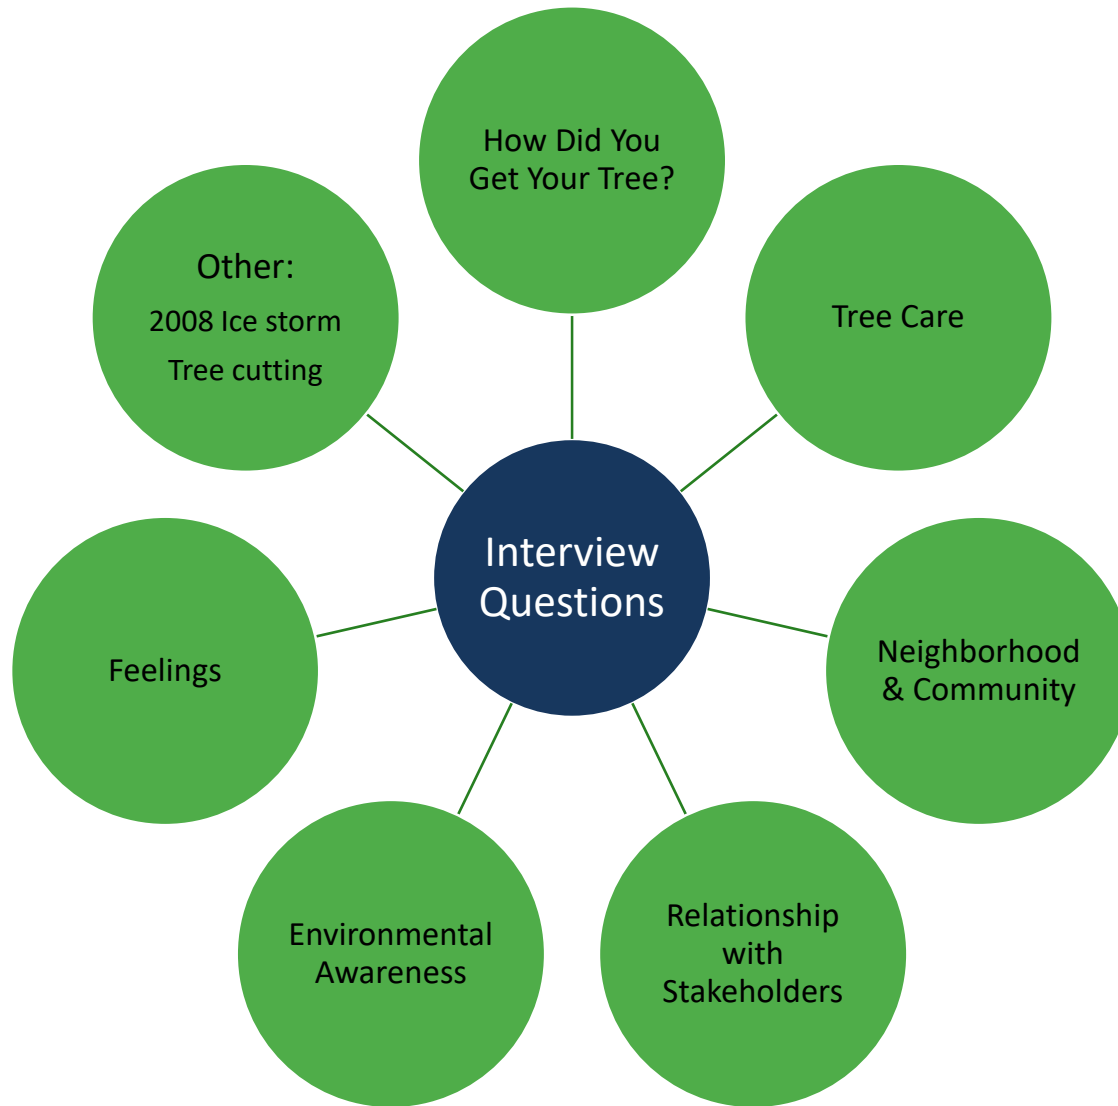 How Did You
Get Your Tree?
Other:
2008 Ice storm
Tree cutting
Tree Care
Interview
Questions
Feelings
Neighborhood
& Community
Environmental
Awareness
Relationship
with
Stakeholders